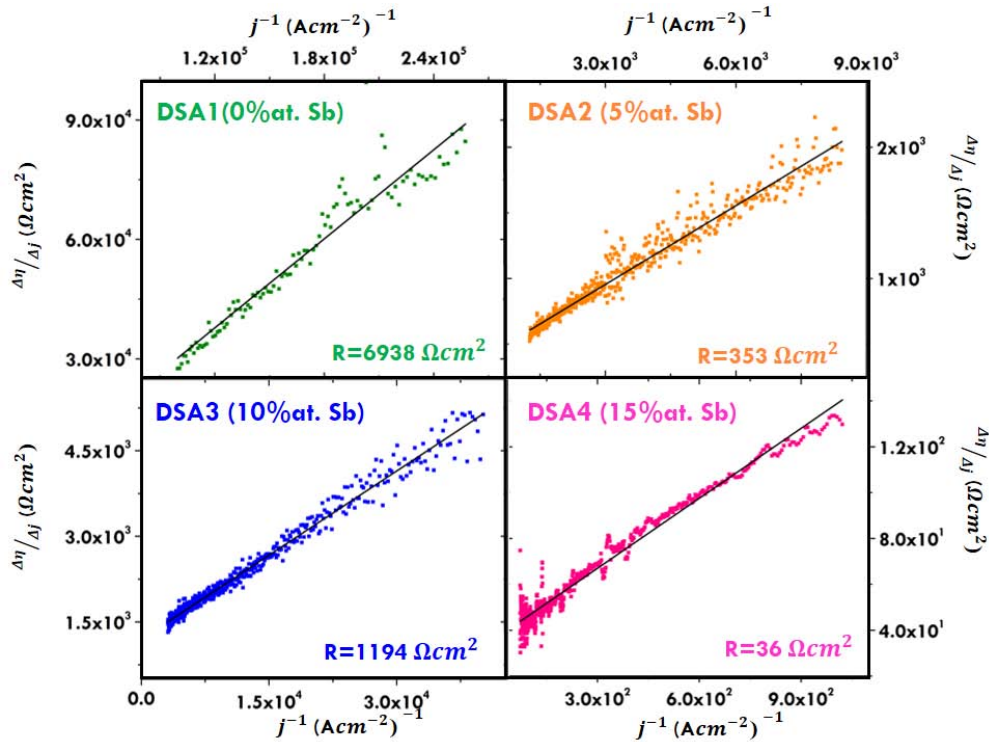 j⁻¹ (Acm⁻²)⁻¹
j⁻¹ (Acm⁻²)⁻¹
1.2x10⁵ 1.8x10⁵ 2.4x10⁵
3.0x10³ 6.0x10³ 9.0x10³
DSA1(0%at. Sb)
9.0x10⁴
6.0x10⁴
3.0x10⁴
Δη/Δj (Ωcm²)
R=6938 Ωcm²
DSA2 (5%at. Sb)
2x10³
1x10³
Δη/Δj (Ωcm²)
R=353 Ωcm²
DSA3 (10%at. Sb)
4.5x10³
3.0x10³
1.5x10³
Δη/Δj (Ωcm²)
R=1194 Ωcm²
DSA4 (15%at. Sb)
1.2x10²
8.0x10¹
4.0x10¹
Δη/Δj (Ωcm²)
R=36 Ωcm²
0.0 1.5x10⁴ 3.0x10⁴
3.0x10² 6.0x10² 9.0x10²
j⁻¹ (Acm⁻²)⁻¹
j⁻¹ (Acm⁻²)⁻¹